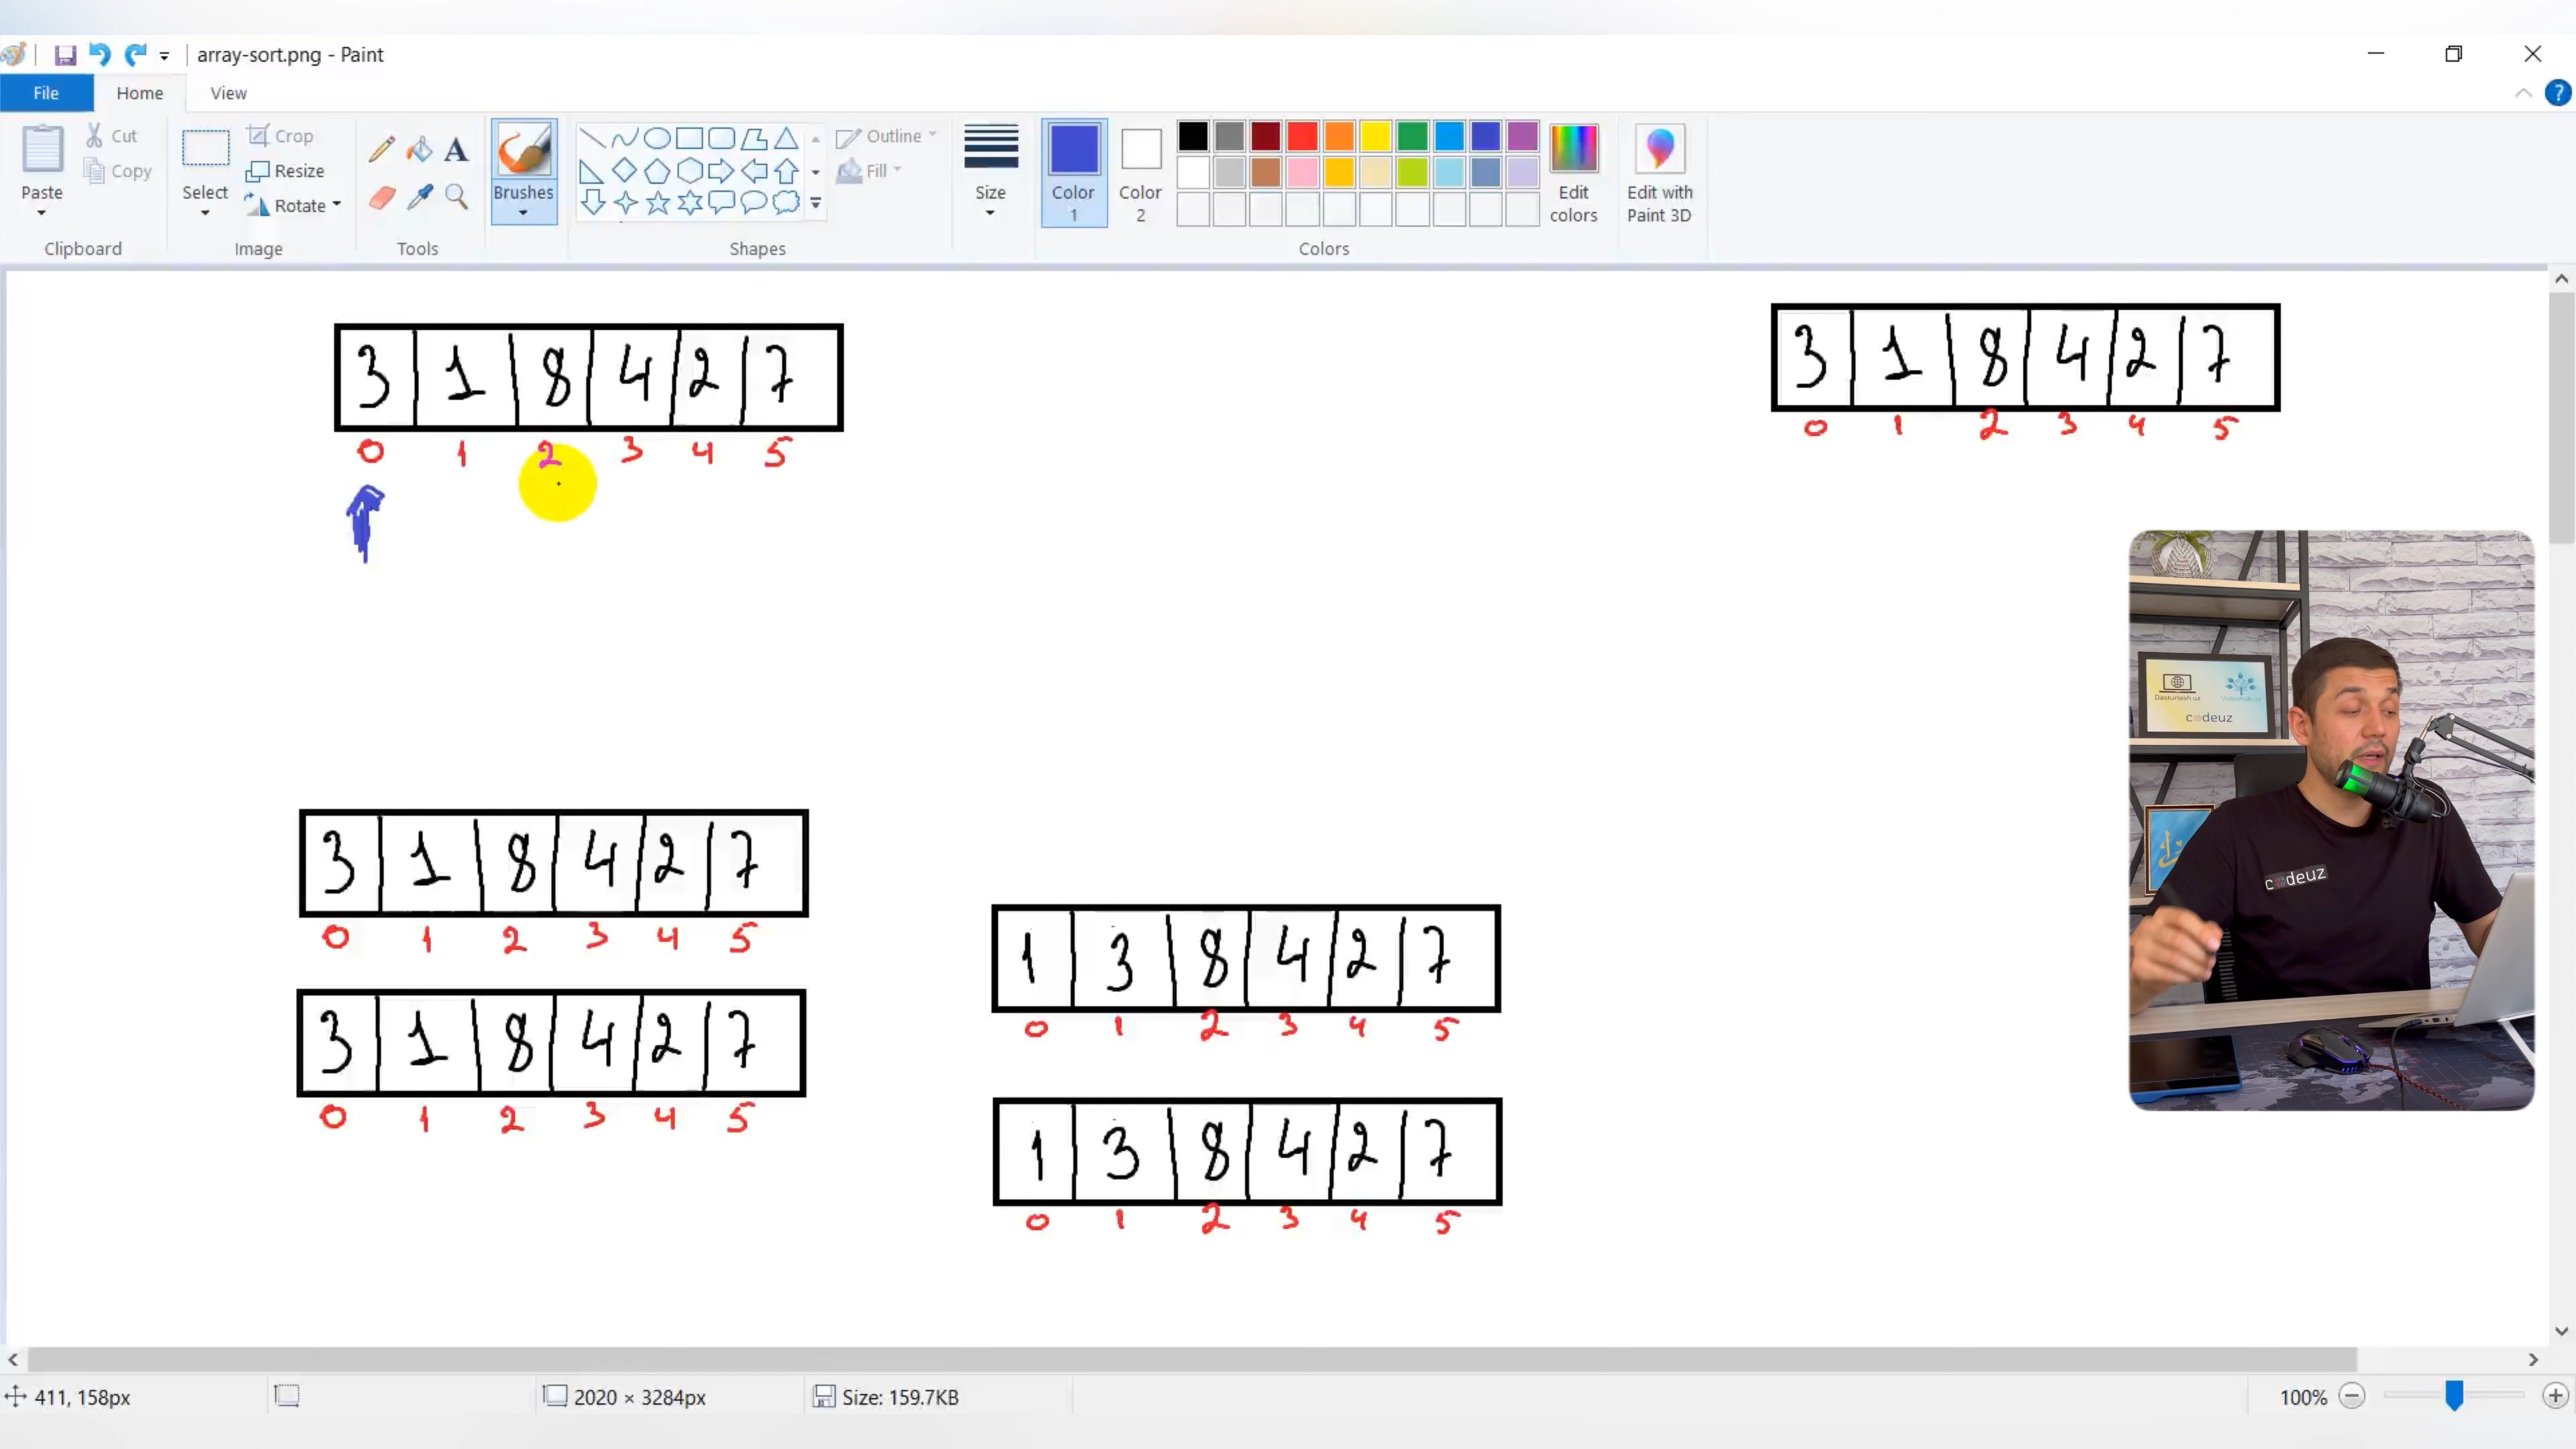 array-sort.png - Paint
File Home View
Paste
Cut
Copy
Clipboard
Select
Crop
Resize
Rotate
Image
A
Tools
Brushes
Shapes
Outline
Fill
Size
Color 1
Color 2
Colors
Edit colors
Edit with Paint 3D
?
3 1 8 4 2 7
0 1 2 3 4 5
3 1 8 4 2 7
0 1 2 3 4 5
3 1 8 4 2 7
0 1 2 3 4 5
3 1 8 4 2 7
0 1 2 3 4 5
1 3 8 4 2 7
0 1 2 3 4 5
1 3 8 4 2 7
0 1 2 3 4 5
Dasturlash.uz
codeuz
codeuz
411, 158px
2020 × 3284px
Size: 159.7KB
100%